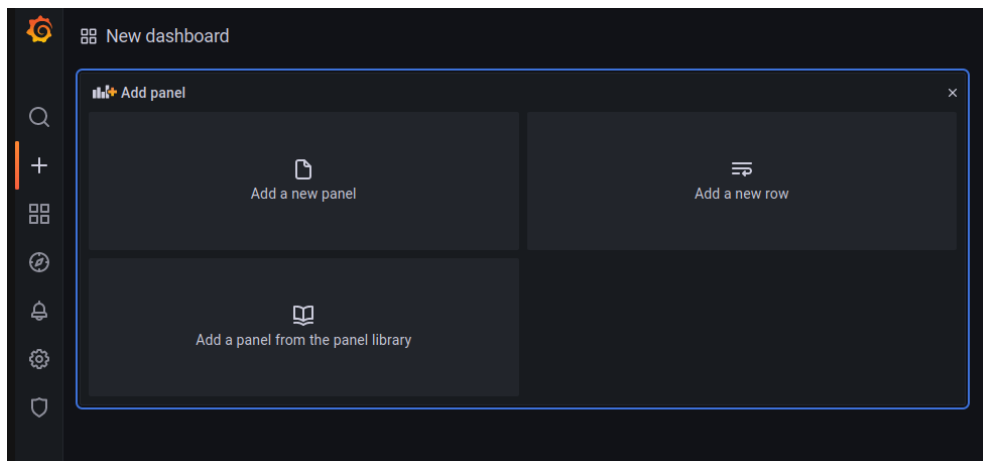 New dashboard
Add panel
Add a new panel
Add a new row
Add a panel from the panel library